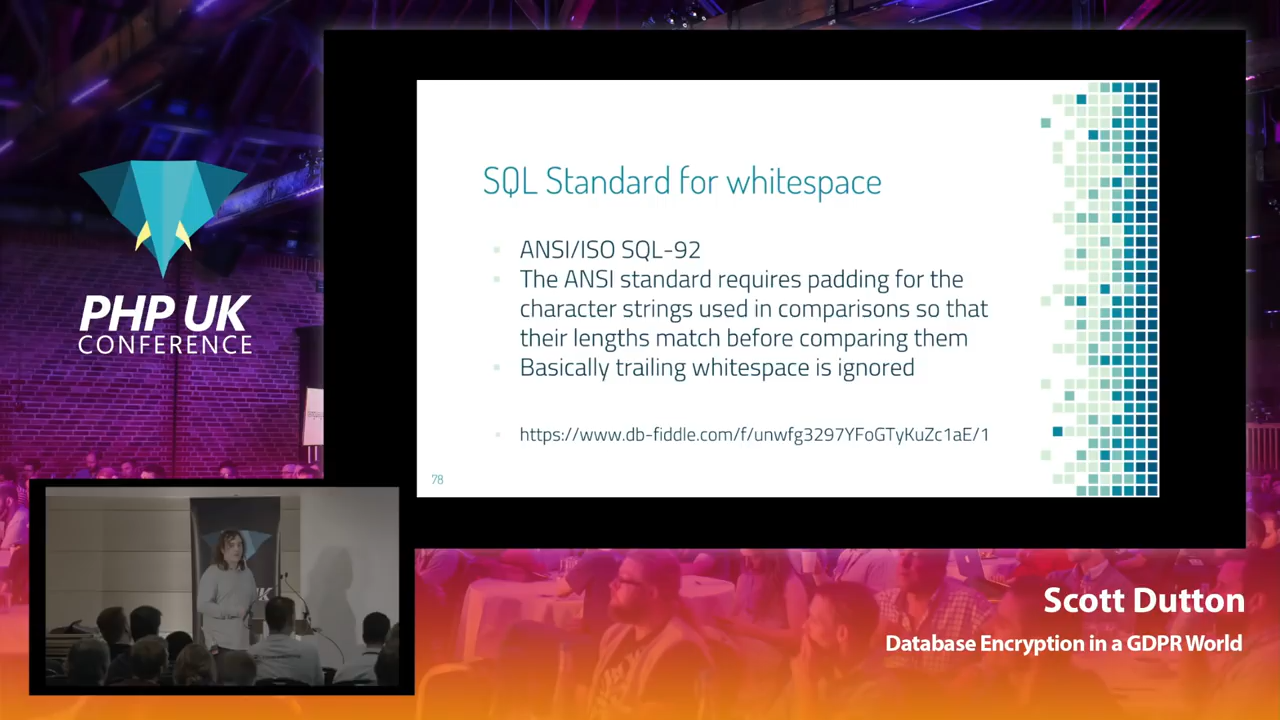 PHP UK
CONFERENCE
SQL Standard for whitespace
ANSI/ISO SQL-92
The ANSI standard requires padding for the
character strings used in comparisons so that
their lengths match before comparing them
Basically trailing whitespace is ignored
https://www.db-fiddle.com/f/unwfg3297YFoGTyKuZc1aE/1
78
Scott Dutton
Database Encryption in a GDPR World